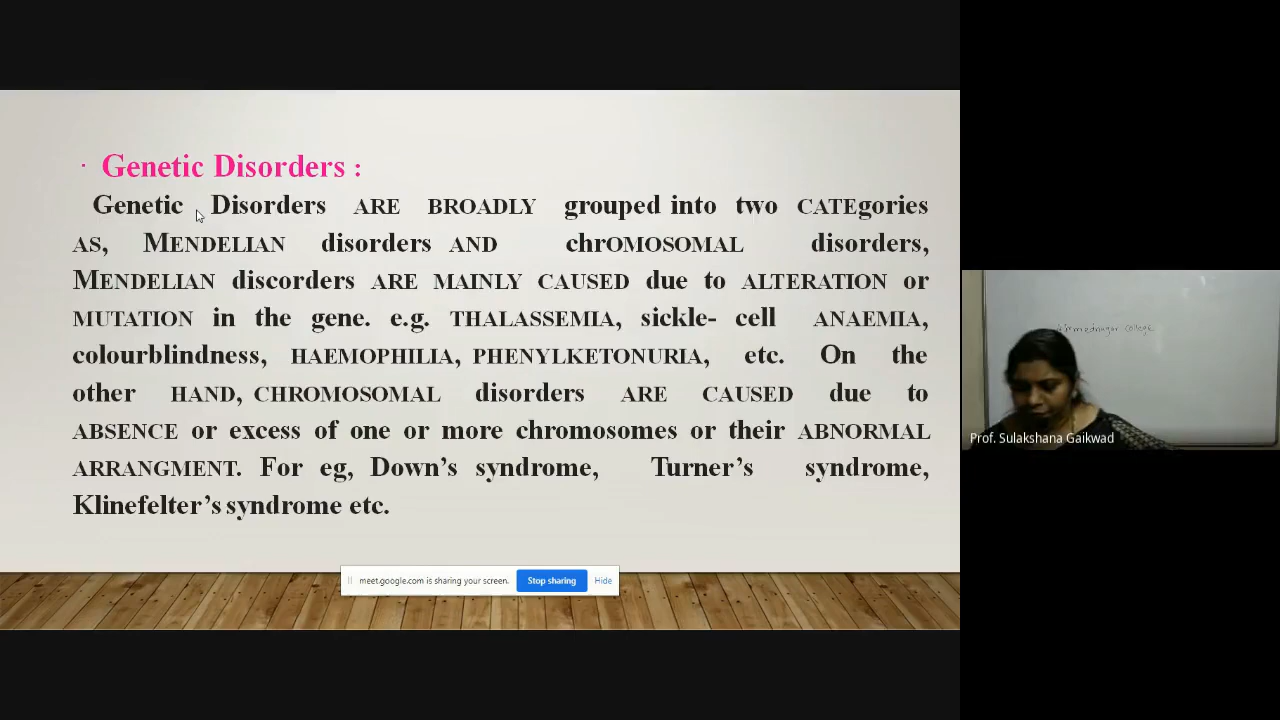 · Genetic Disorders :
Genetic Disorders ARE BROADLY grouped into two CATEgories
AS, MENDELIAN disorders AND chrOMOSOMAL disorders,
MENDELIAN discorders ARE MAINLY CAUSED due to ALTERATION or
MUTATION in the gene. e.g. THALASSEMIA, sickle- cell ANAEMIA,
colourblindness, HAEMOPHILIA, PHENYLKETONURIA, etc. On the
other HAND, CHROMOSOMAL disorders ARE CAUSED due to
ABSENCE or excess of one or more chromosomes or their ABNORMAL
ARRANGMENT. For eg, Down’s syndrome, Turner’s syndrome,
Klinefelter’s syndrome etc.
meet.google.com is sharing your screen. Stop sharing Hide
college
Prof. Sulakshana Gaikwad